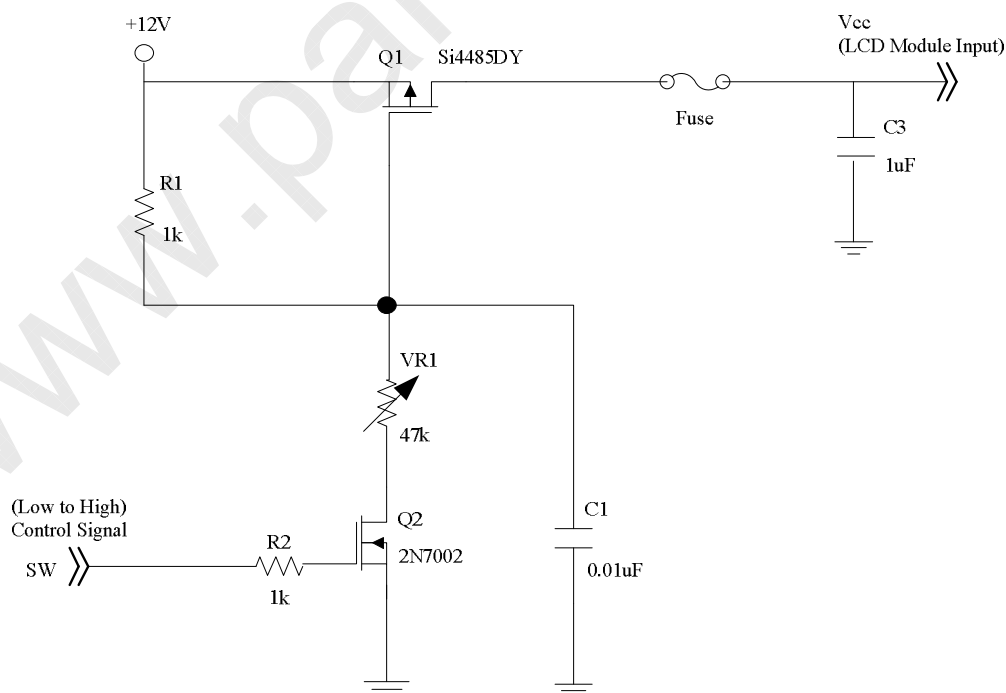 +12V
Vcc
(LCD Module Input)
Q1
Si4485DY
Fuse
C3
1uF
R1
1k
VR1
47k
(Low to High)
Control Signal
SW
R2
1k
Q2
2N7002
C1
0.01uF